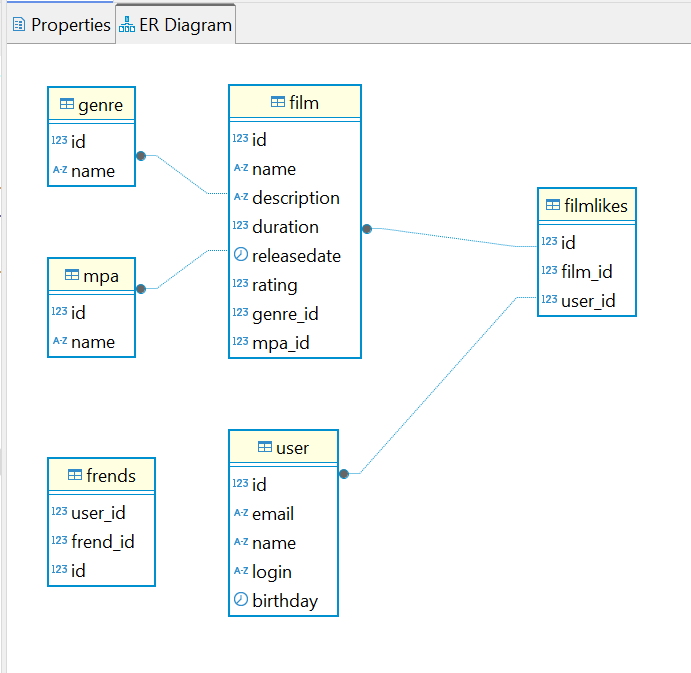 Properties
ER Diagram
genre
123 id
A-Z name
film
123 id
A-Z name
A-Z description
123 duration
releasedate
123 rating
123 genre_id
123 mpa_id
filmlikes
123 id
123 film_id
123 user_id
mpa
123 id
A-Z name
frends
123 user_id
123 frend_id
123 id
user
123 id
A-Z email
A-Z name
A-Z login
birthday